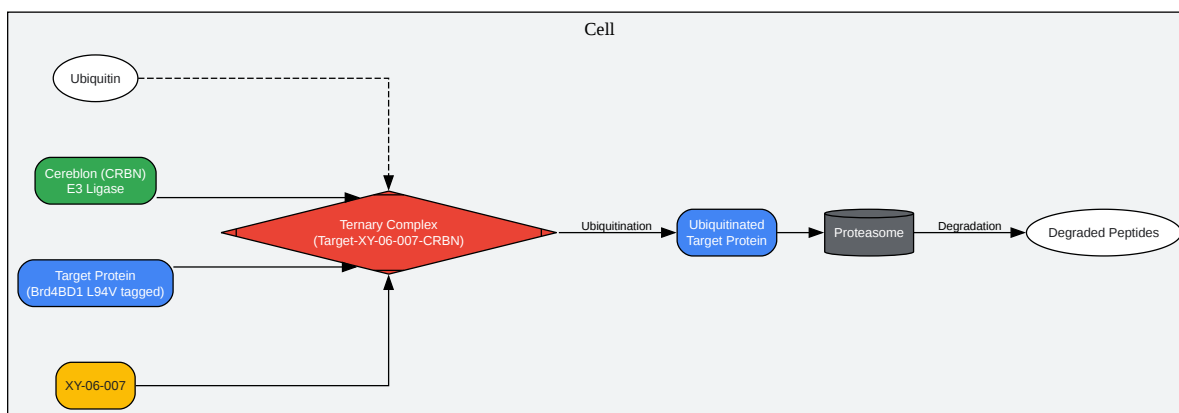 Cell
Ubiquitin
Cereblon (CRBN)
E3 Ligase
Target Protein
(Brd4BD1 L94V tagged)
XY-06-007
Ternary Complex
(Target-XY-06-007-CRBN)
Ubiquitination
Ubiquitinated
Target Protein
Proteasome
Degradation
Degraded Peptides